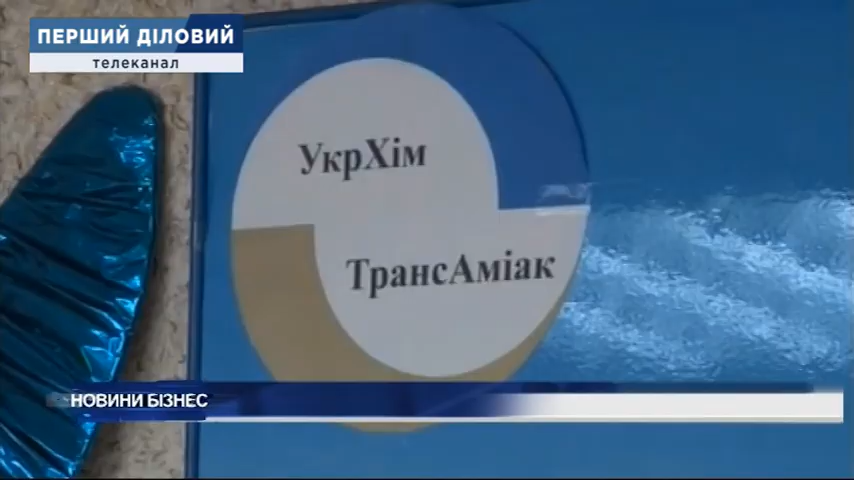 ПЕРШИЙ ДІЛОВИЙ
телеканал
УкрХім
ТрансАміак
НОВИНИ БІЗНЕС